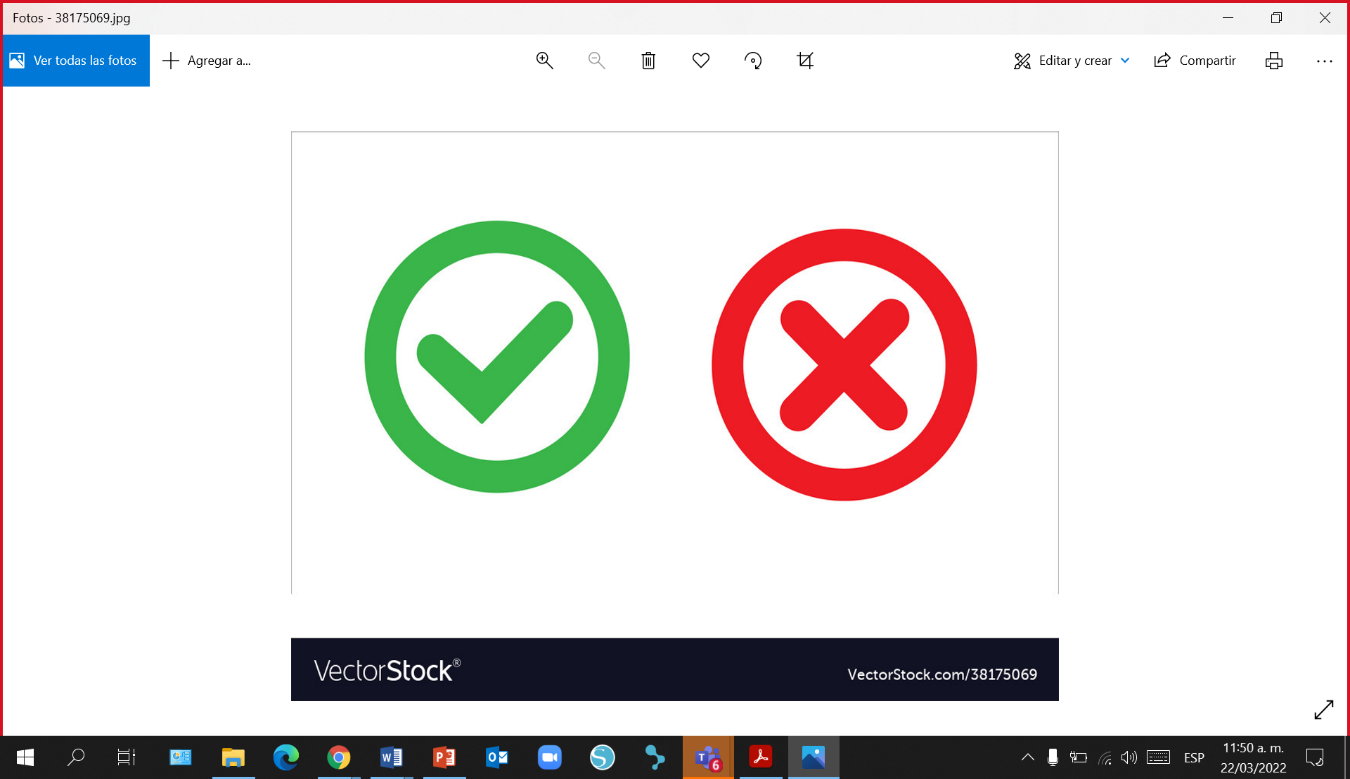 Fotos - 38175069.jpg
Ver todas las fotos
Agregar a...
Editar y crear
Compartir
VectorStock®
VectorStock.com/38175069
6
ESP
11:50 a. m.
22/03/2022